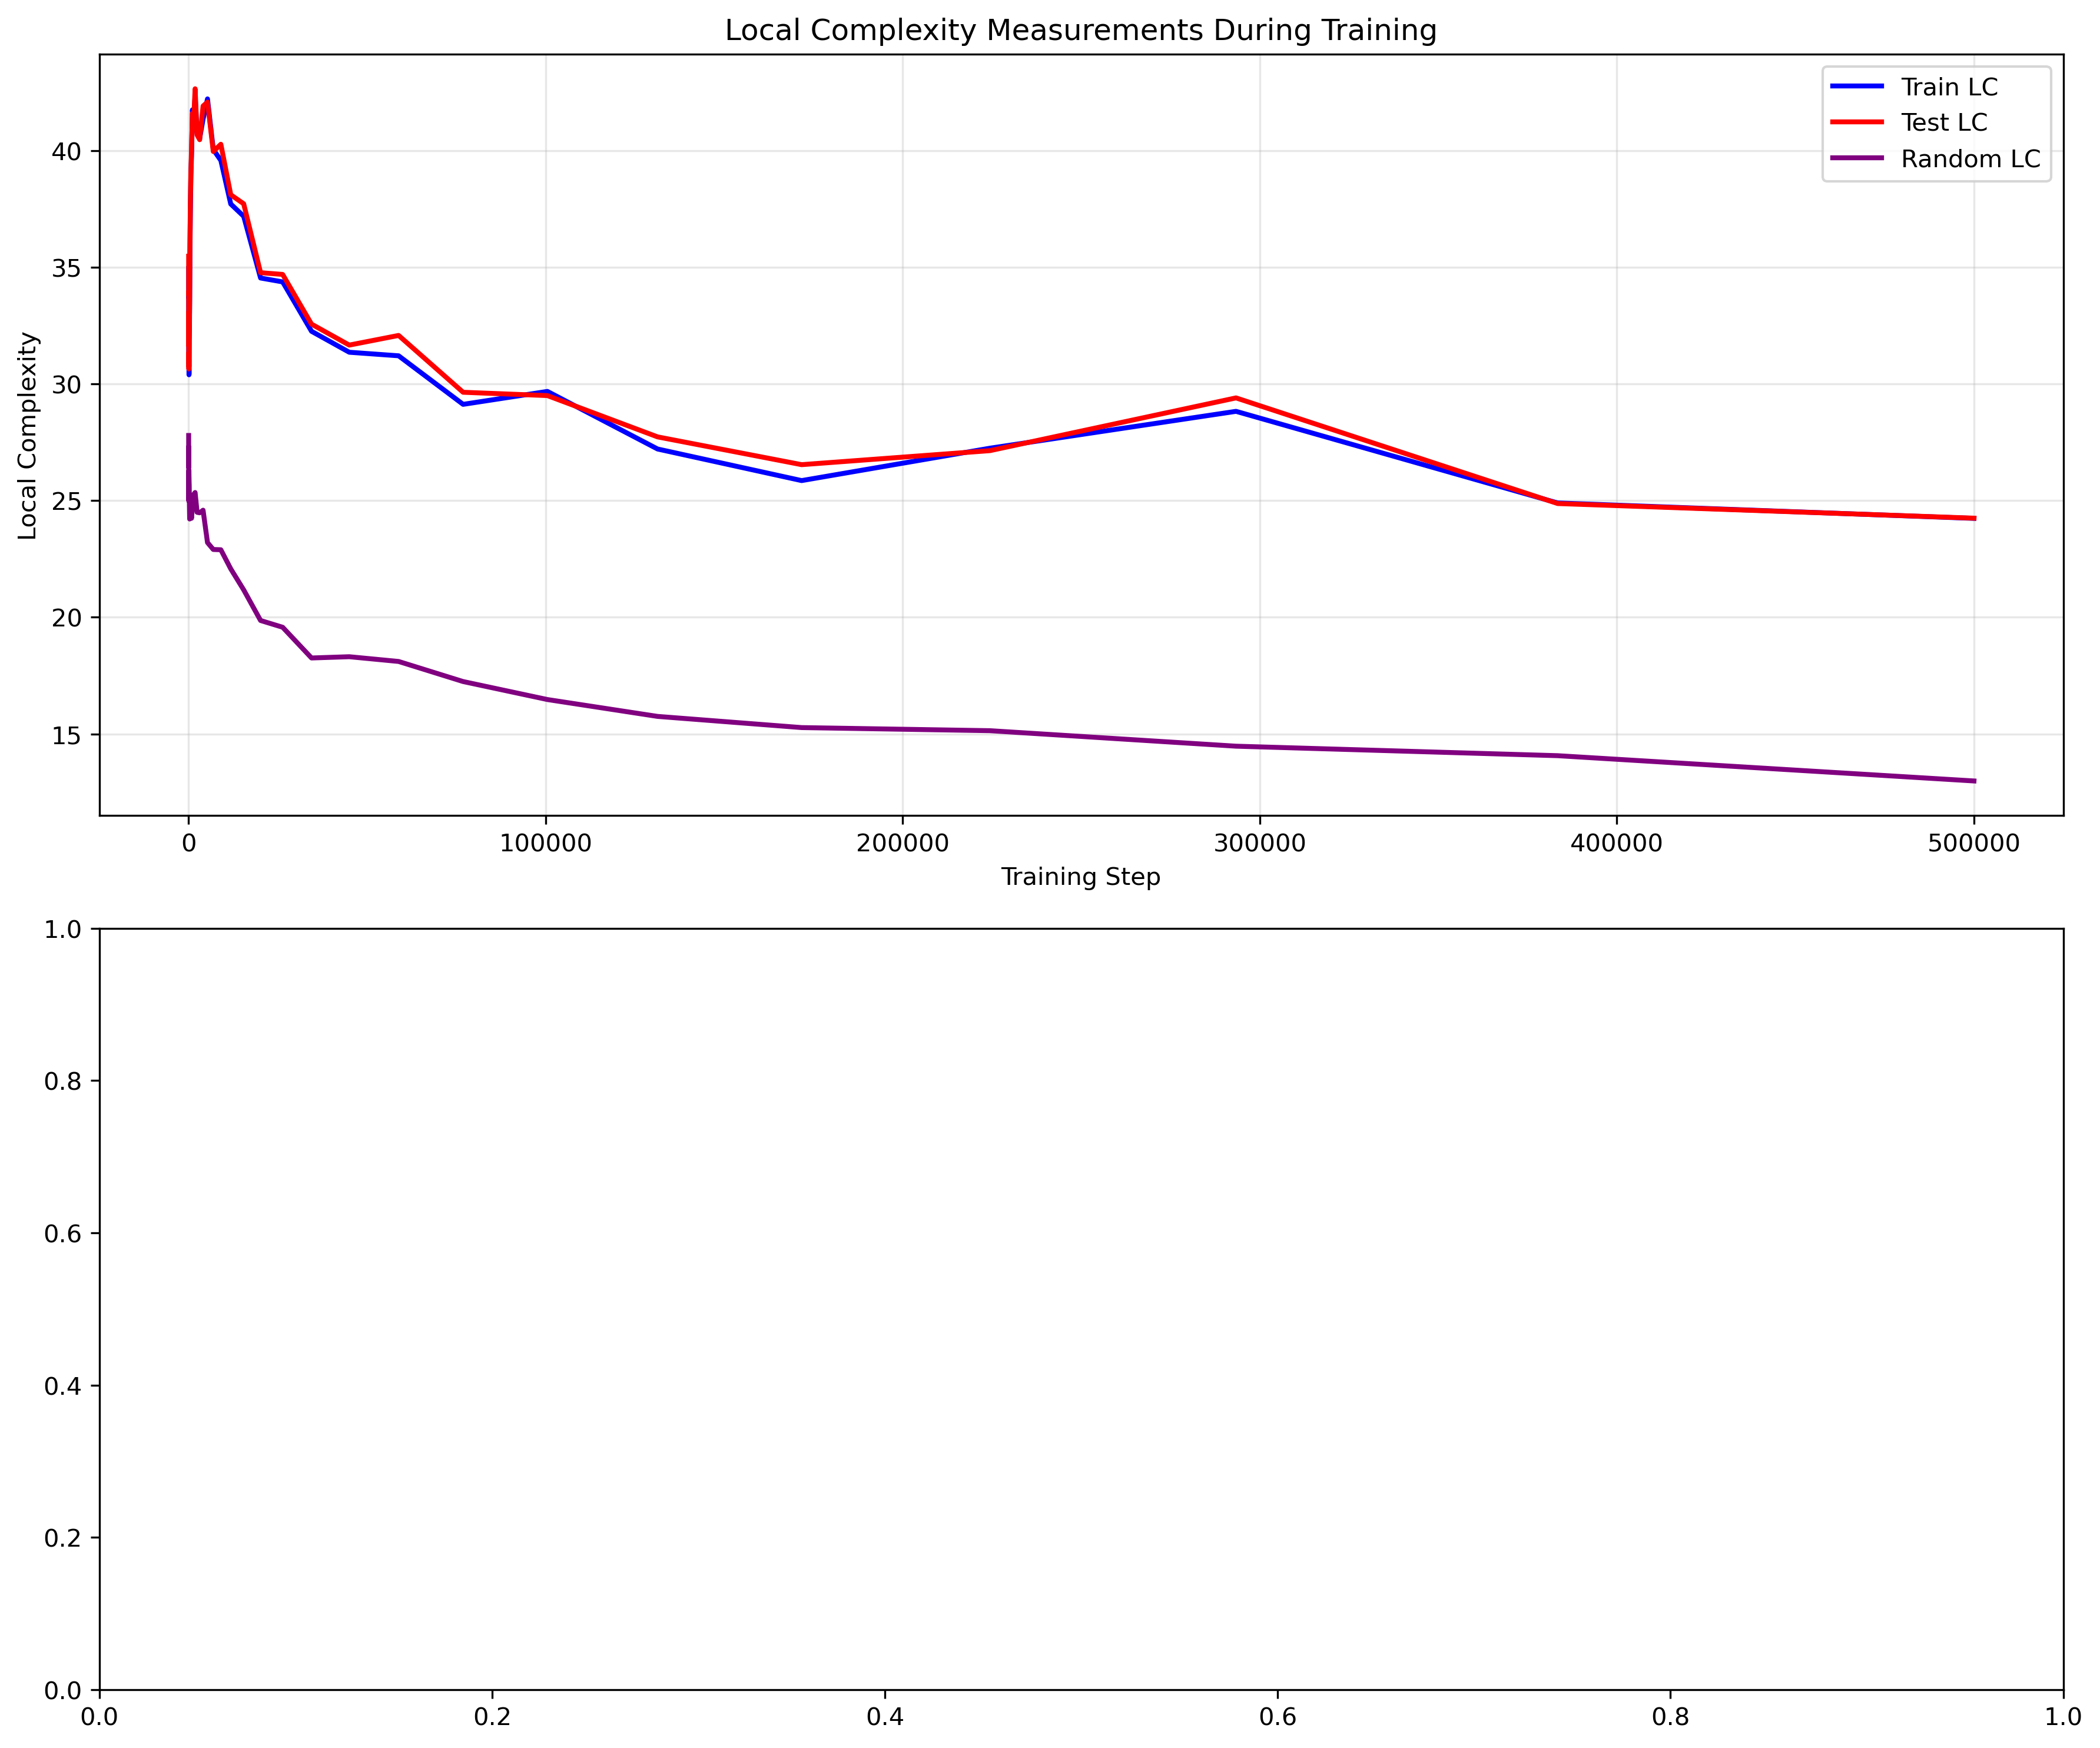 Local Complexity Measurements During Training
Train LC
Test LC
Random LC
Local Complexity
40
35
30
25
20
15
0 100000 200000 300000 400000 500000
Training Step
1.0
0.8
0.6
0.4
0.2
0.0
0.0 0.2 0.4 0.6 0.8 1.0